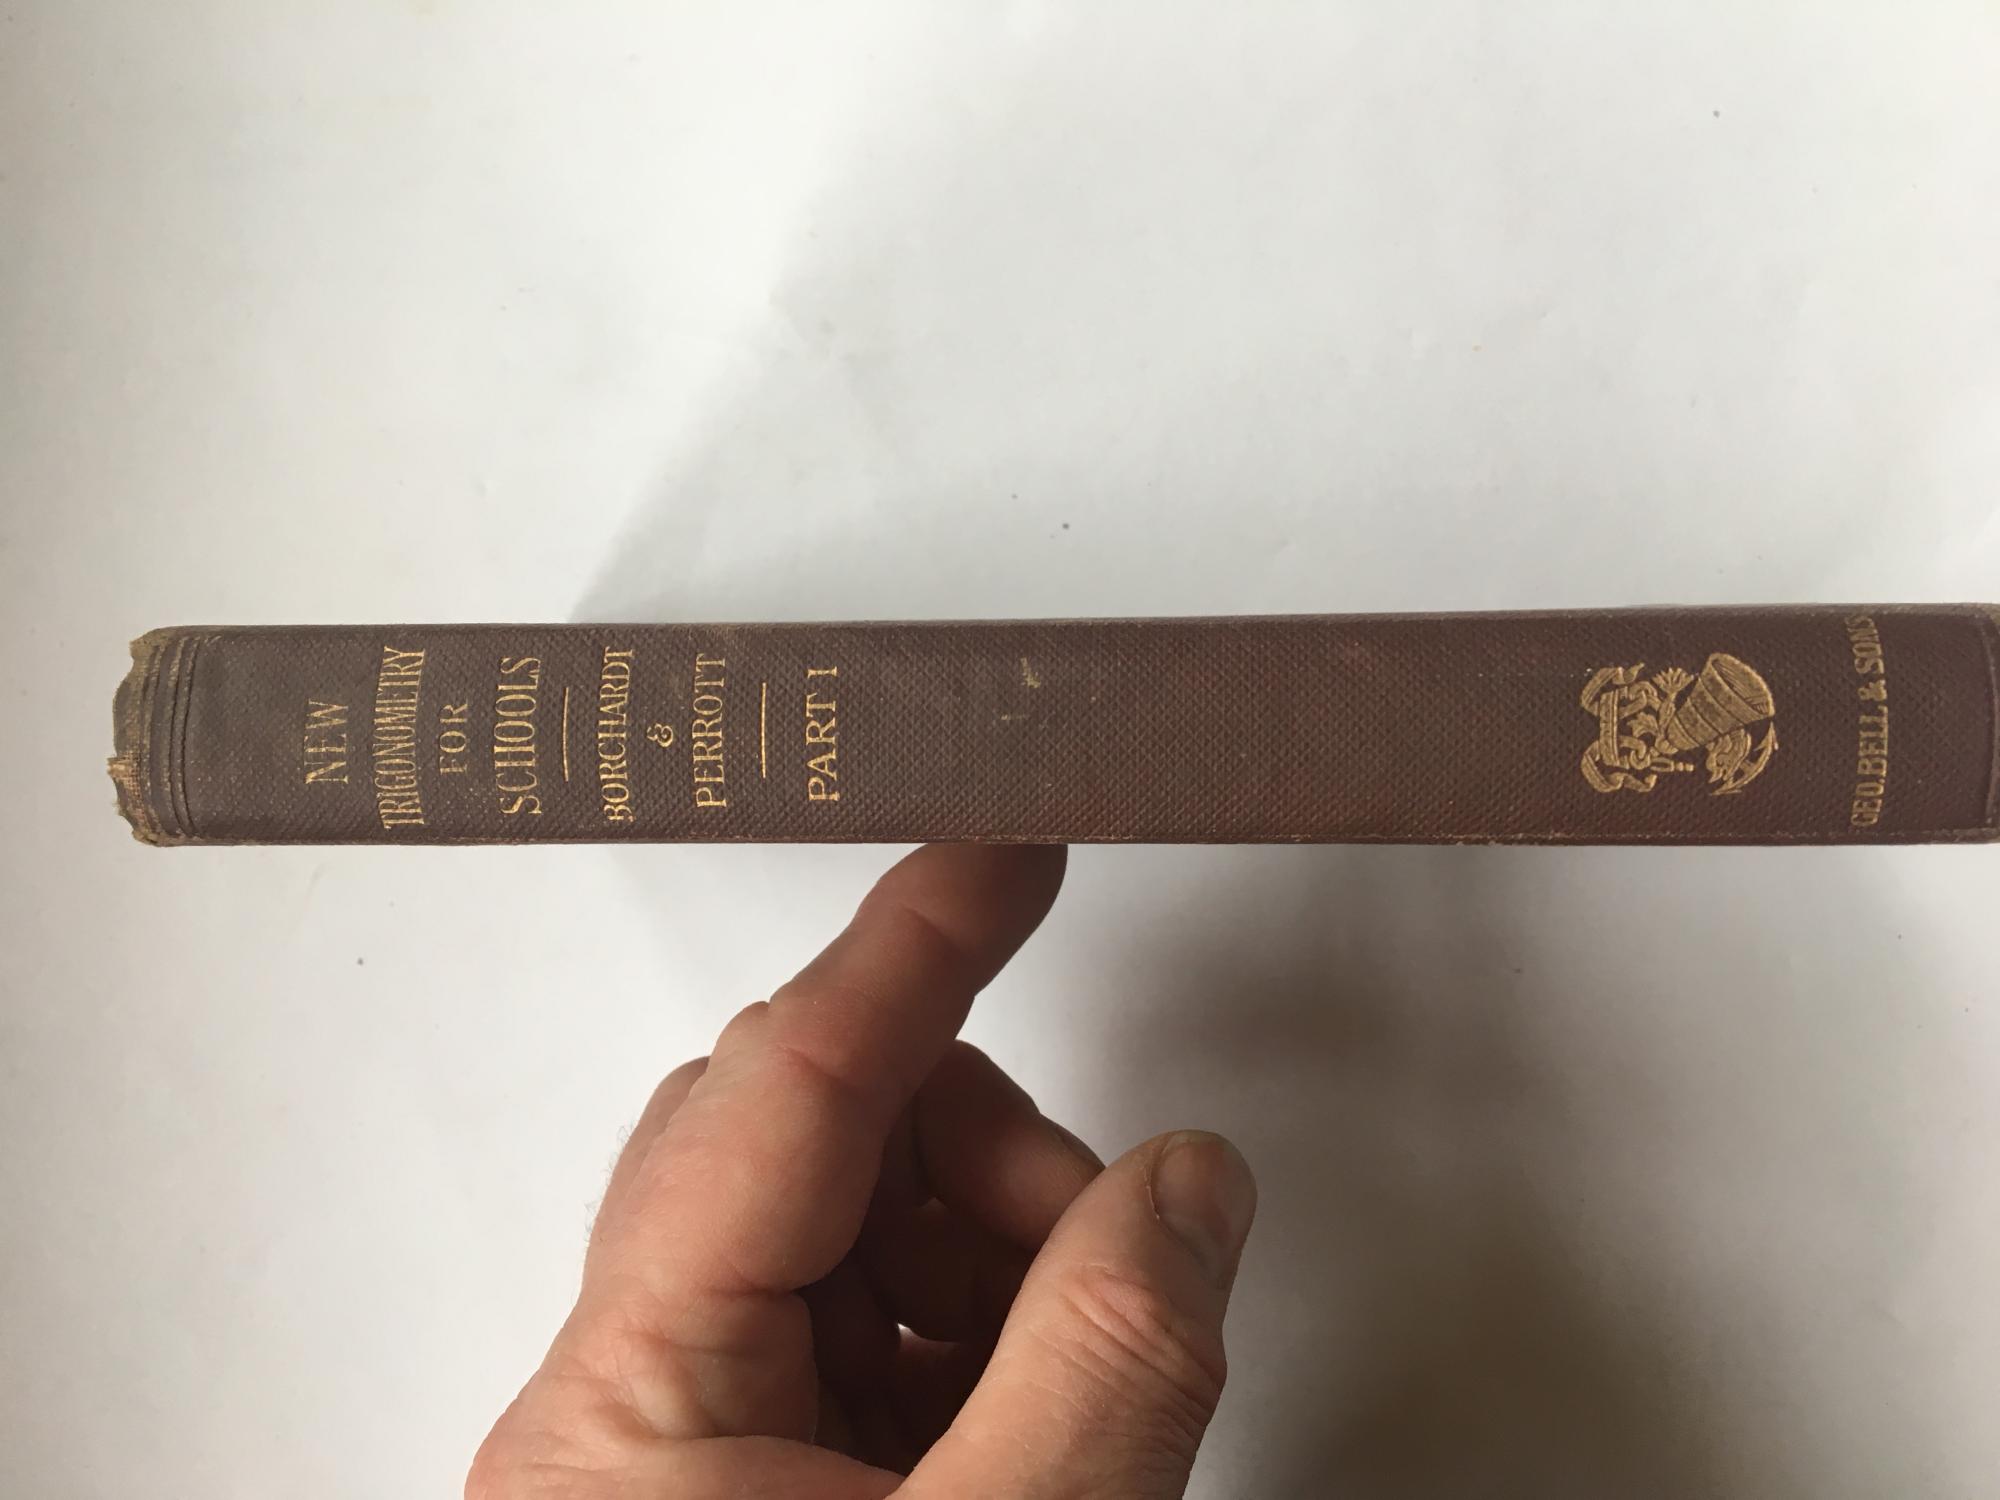 NEW
TRIGONOMETRY
FOR
SCHOOLS
BORCHARDT
&
PERROTT
PART I
GEO. BELL & SONS